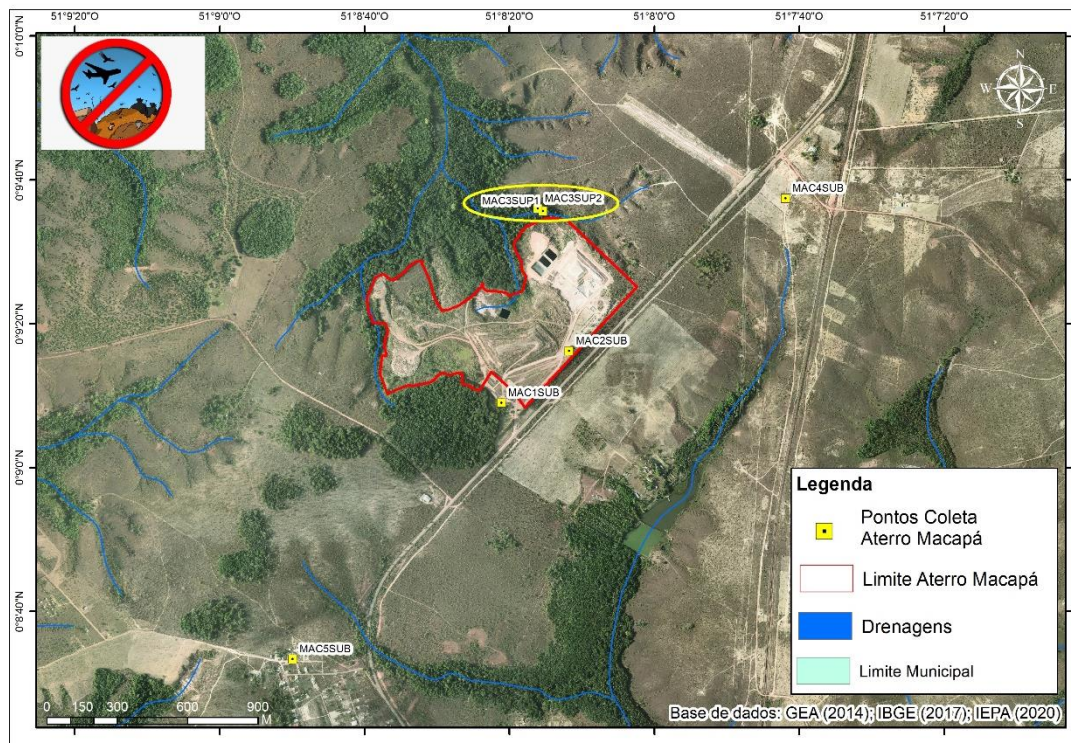 51°9'20"W 51°9'0"W 51°8'40"W 51°8'20"W 51°8'0"W 51°7'40"W 51°7'20"W
0°10'0"N
0°9'40"N
0°9'20"N
0°9'0"N
0°8'40"N
N
W E
S
MAC3SUP1
MAC3SUP2
MAC4SUB
MAC2SUB
MAC1SUB
MAC5SUB
Legenda
Pontos Coleta
Aterro Macapá
Limite Aterro Macapá
Drenagens
Limite Municipal
0 150 300 600 900
M
Base de dados: GEA (2014); IBGE (2017); IEPA (2020)